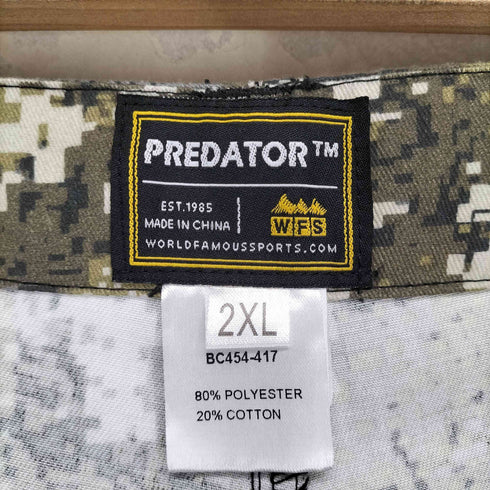 PREDATOR™
EST.1985
MADE IN CHINA
WFS
WORLDFAMOUSSPORTS.COM
2XL
BC454-417
80% POLYESTER
20% COTTON